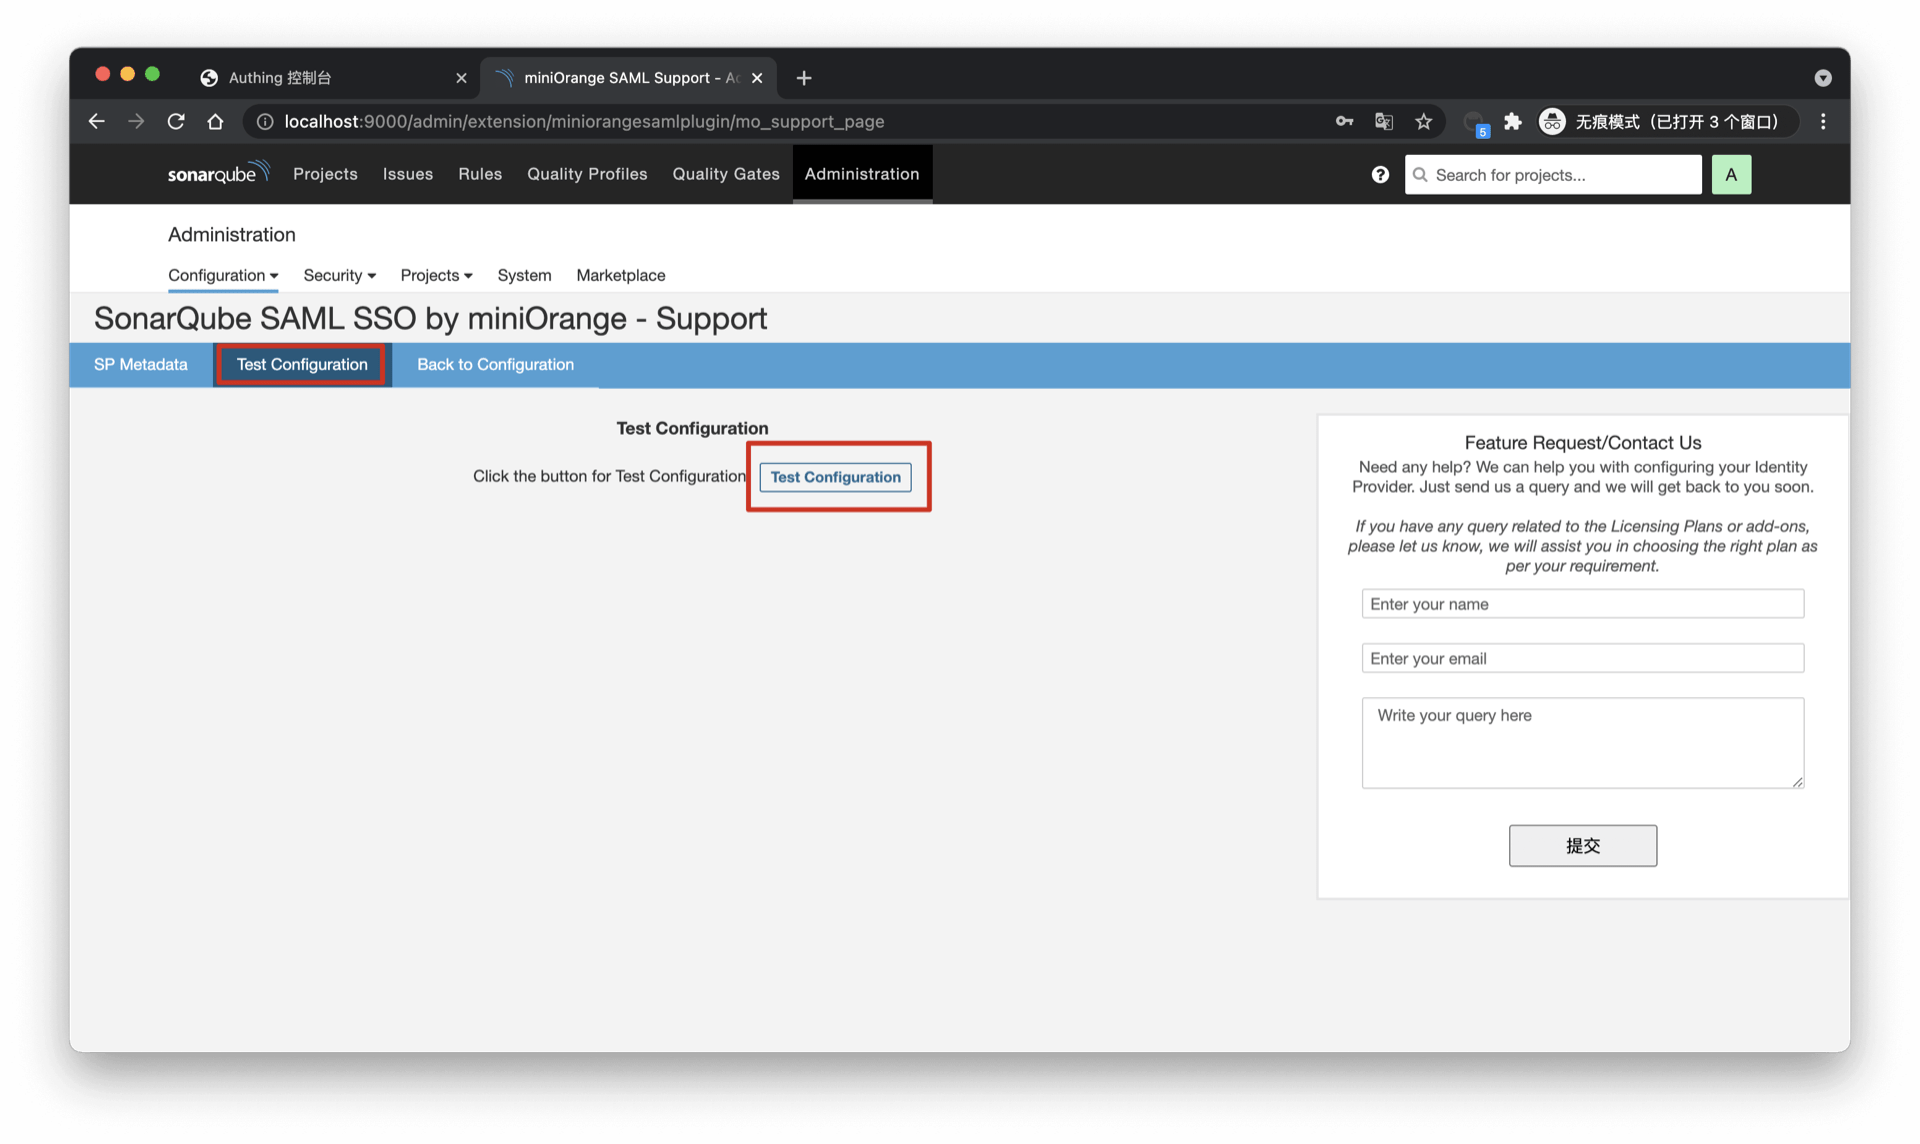 Authing 控制台
miniOrange SAML Support - Ac
localhost:9000/admin/extension/miniorangesamlplugin/mo_support_page
5
无痕模式（已打开 3 个窗口）
sonarqube
Projects
Issues
Rules
Quality Profiles
Quality Gates
Administration
Search for projects...
A
Administration
Configuration
Security
Projects
System
Marketplace
SonarQube SAML SSO by miniOrange - Support
SP Metadata
Test Configuration
Back to Configuration
Test Configuration
Click the button for Test Configuration
Test Configuration
Feature Request/Contact Us
Need any help? We can help you with configuring your Identity
Provider. Just send us a query and we will get back to you soon.
If you have any query related to the Licensing Plans or add-ons,
please let us know, we will assist you in choosing the right plan as
per your requirement.
Enter your name
Enter your email
Write your query here
提交